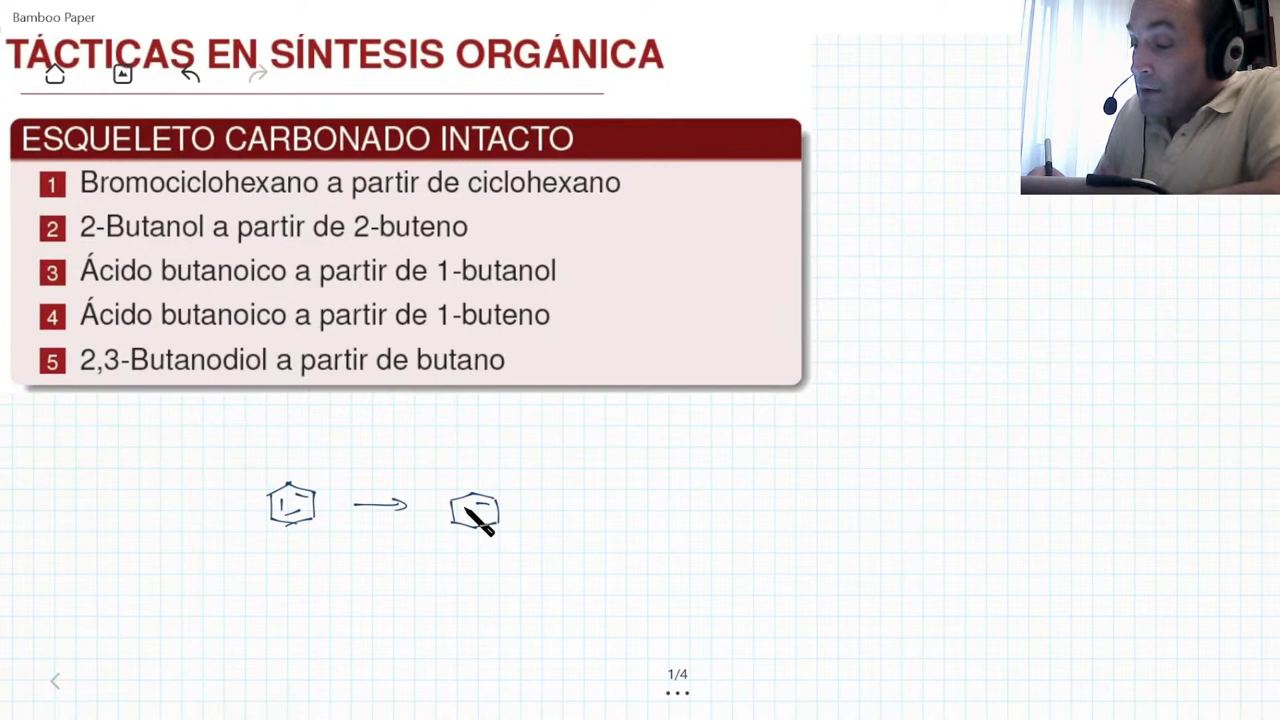 Bamboo Paper
TÁCTICAS EN SÍNTESIS ORGÁNICA
ESQUELETO CARBONADO INTACTO
1 Bromociclohexano a partir de ciclohexano
2 2-Butanol a partir de 2-buteno
3 Ácido butanoico a partir de 1-butanol
4 Ácido butanoico a partir de 1-buteno
5 2,3-Butanodiol a partir de butano
1/4